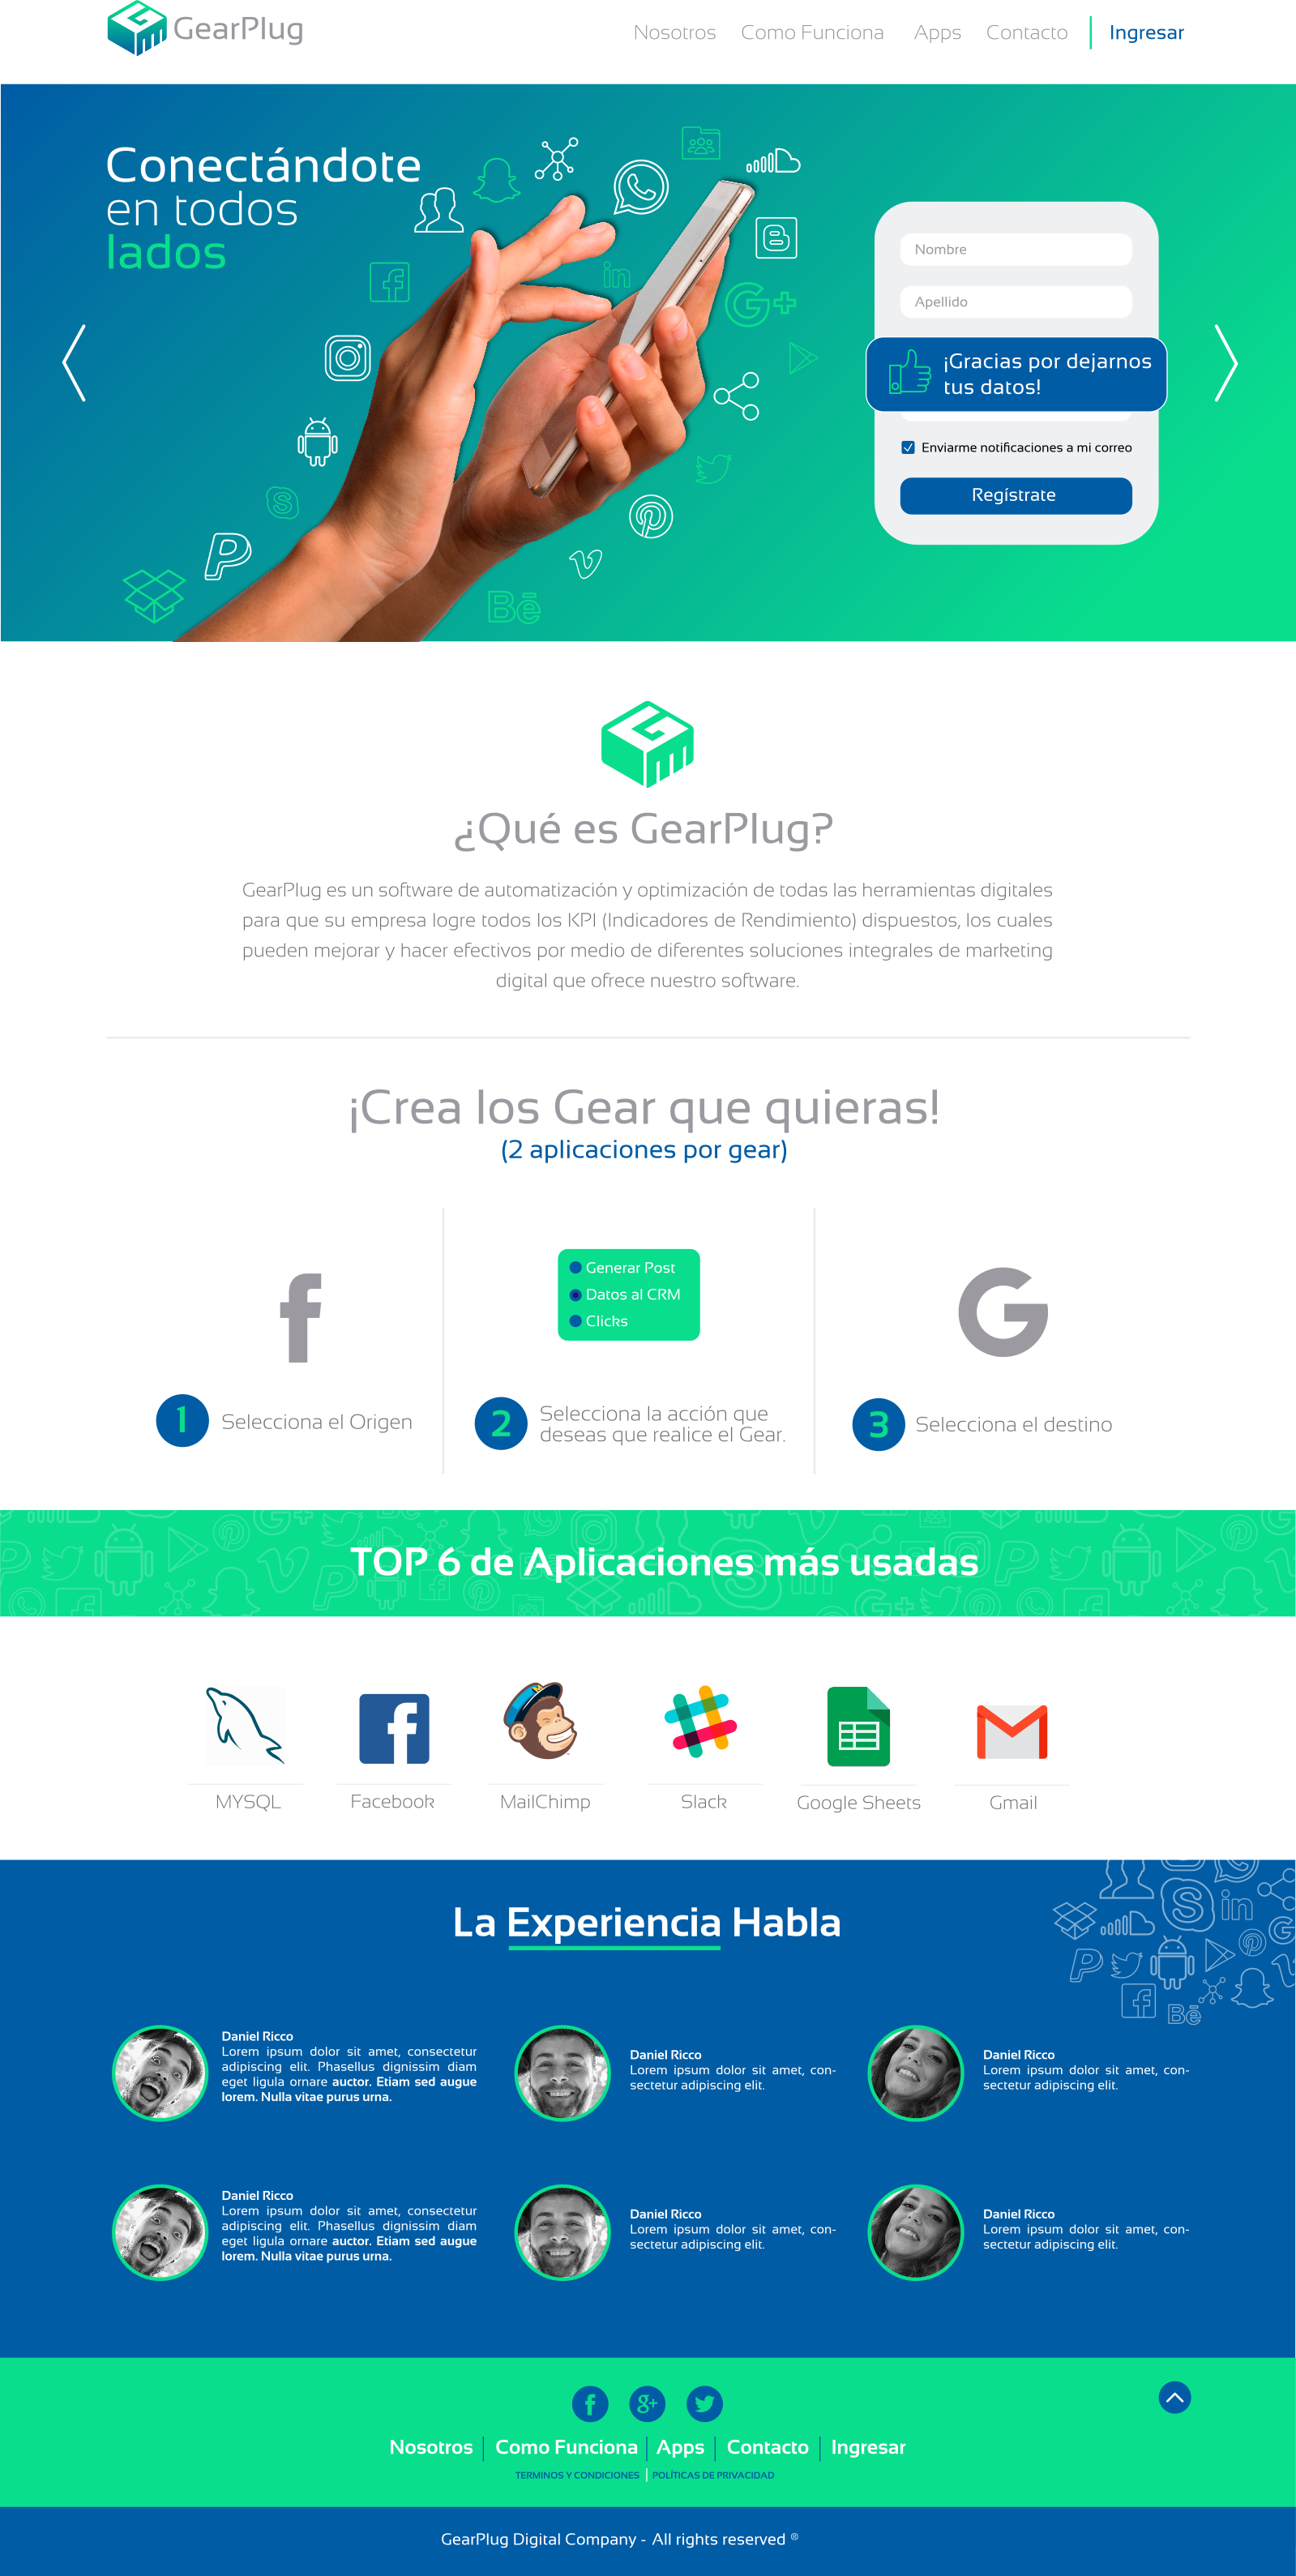 GearPlug
Nosotros Como Funciona Apps Contacto Ingresar
Conectándote
en todos
lados
Nombre
Apellido
¡Gracias por dejarnos
tus datos!
Enviarme notificaciones a mi correo
Regístrate
¿Qué es GearPlug?
GearPlug es un software de automatización y optimización de todas las herramientas digitales
para que su empresa logre todos los KPI (Indicadores de Rendimiento) dispuestos, los cuales
pueden mejorar y hacer efectivos por medio de diferentes soluciones integrales de marketing
digital que ofrece nuestro software.
¡Crea los Gear que quieras!
(2 aplicaciones por gear)
Generar Post
Datos al CRM
Clicks
1 Selecciona el Origen
2 Selecciona la acción que
deseas que realice el Gear.
3 Selecciona el destino
TOP 6 de Aplicaciones más usadas
MYSQL
Facebook
MailChimp
Slack
Google Sheets
Gmail
La Experiencia Habla
Daniel Ricco
Lorem ipsum dolor sit amet, consectetur
adipiscing elit. Phasellus dignissim diam
eget ligula ornare auctor. Etiam sed augue
lorem. Nulla vitae purus urna.
Daniel Ricco
Lorem ipsum dolor sit amet, con-
sectetur adipiscing elit.
Daniel Ricco
Lorem ipsum dolor sit amet, con-
sectetur adipiscing elit.
Daniel Ricco
Lorem ipsum dolor sit amet, consectetur
adipiscing elit. Phasellus dignissim diam
eget ligula ornare auctor. Etiam sed augue
lorem. Nulla vitae purus urna.
Daniel Ricco
Lorem ipsum dolor sit amet, con-
sectetur adipiscing elit.
Daniel Ricco
Lorem ipsum dolor sit amet, con-
sectetur adipiscing elit.
Nosotros | Como Funciona | Apps | Contacto | Ingresar
TERMINOS Y CONDICIONES | POLÍTICAS DE PRIVACIDAD
GearPlug Digital Company - All rights reserved ®